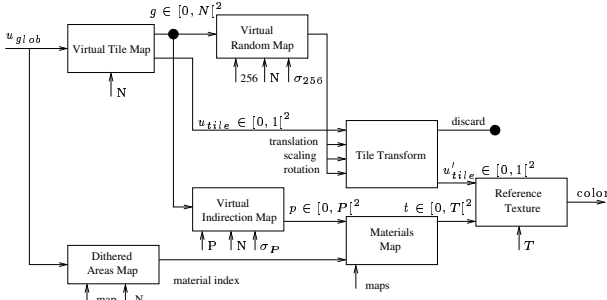 g ∈ [0, N[²
u_glob
Virtual Tile Map
Virtual
Random Map
N
256
N
σ₂₅₆
u_tile ∈ [0, 1[²
discard
translation
scaling
rotation
Tile Transform
u'_tile ∈ [0, 1[²
Virtual
Indirection Map
p ∈ [0, P[²
t ∈ [0, T[²
Reference
Texture
color
P
N
σ_P
Materials
Map
T
Dithered
Areas Map
material index
maps
map
N